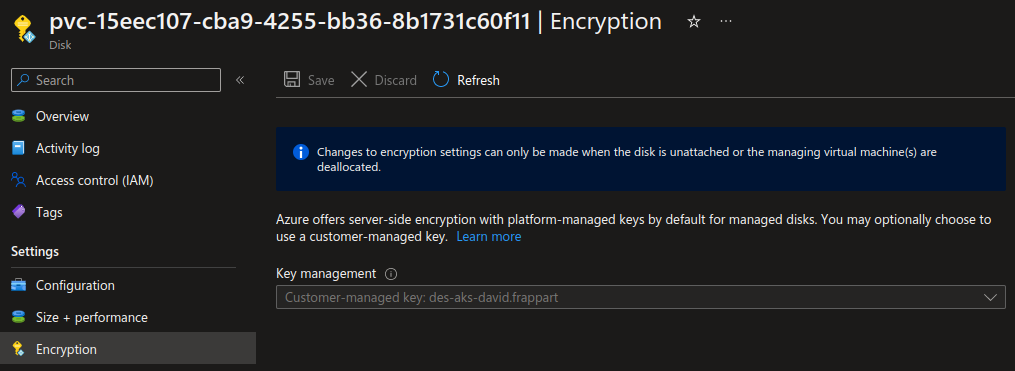 pvc-15eec107-cba9-4255-bb36-8b1731c60f11 | Encryption
Disk
Search
Save
Discard
Refresh
Overview
Activity log
Access control (IAM)
Tags
Settings
Configuration
Size + performance
Encryption
Changes to encryption settings can only be made when the disk is unattached or the managing virtual machine(s) are
deallocated.
Azure offers server-side encryption with platform-managed keys by default for managed disks. You may optionally choose to
use a customer-managed key. Learn more
Key management
Customer-managed key: des-aks-david.frappart